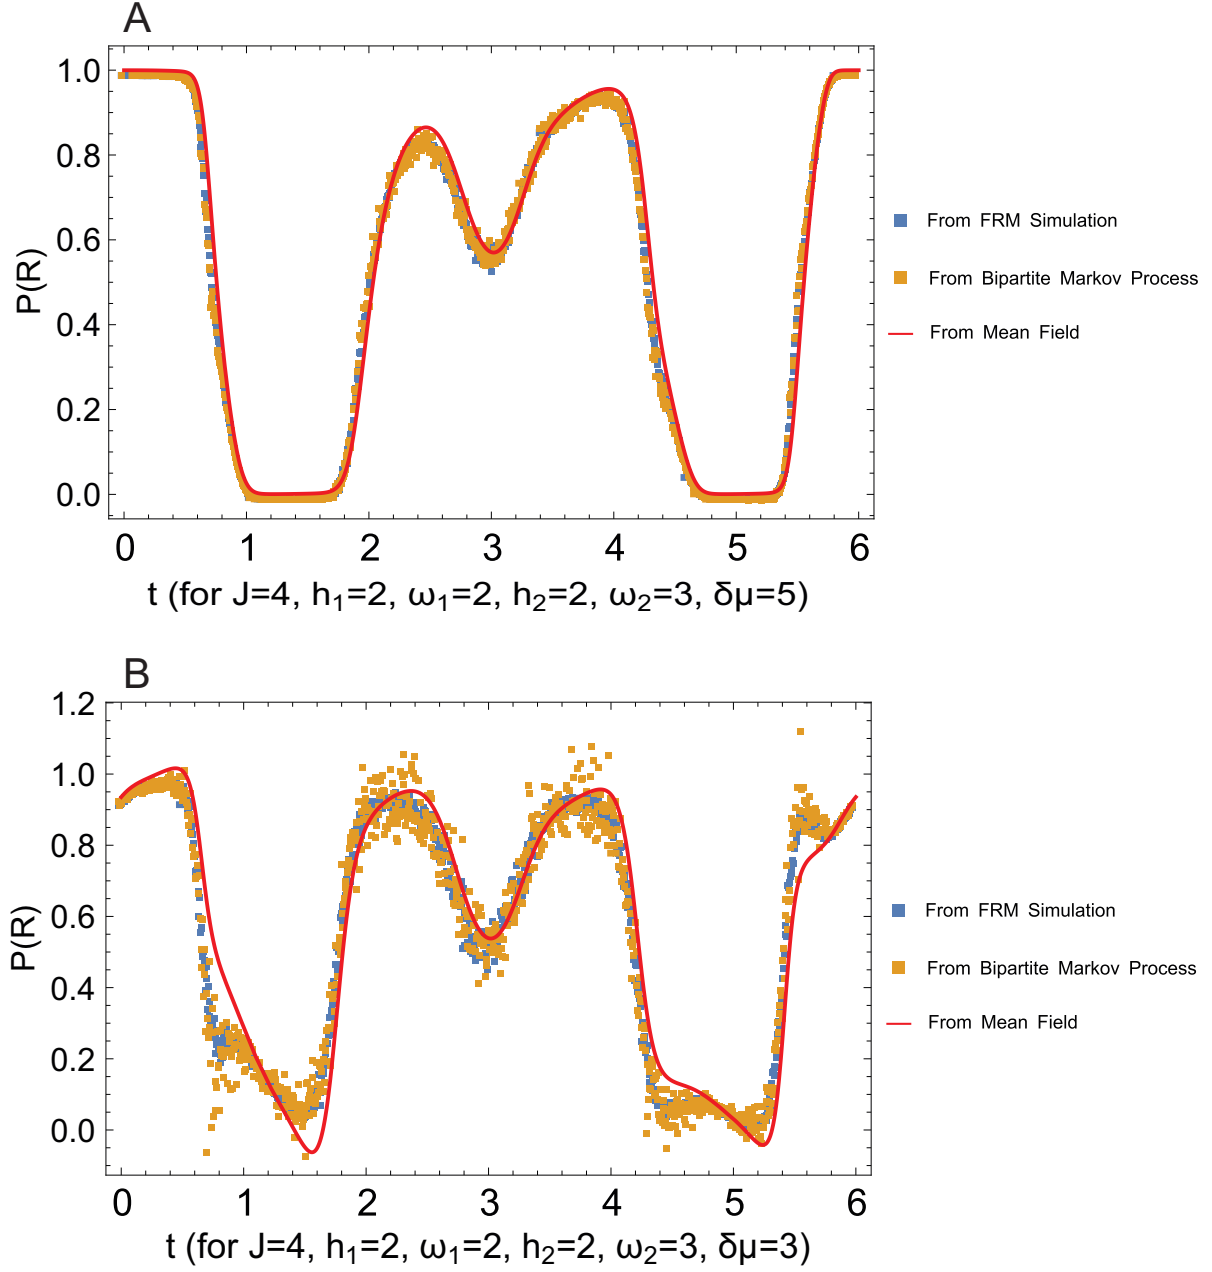 A
1.0
0.8
0.6
0.4
0.2
0.0
P(R)
0 1 2 3 4 5 6
t (for J=4, h1=2, ω1=2, h2=2, ω2=3, δμ=5)
From FRM Simulation
From Bipartite Markov Process
From Mean Field
B
1.2
1.0
0.8
0.6
0.4
0.2
0.0
P(R)
0 1 2 3 4 5 6
t (for J=4, h1=2, ω1=2, h2=2, ω2=3, δμ=3)
From FRM Simulation
From Bipartite Markov Process
From Mean Field